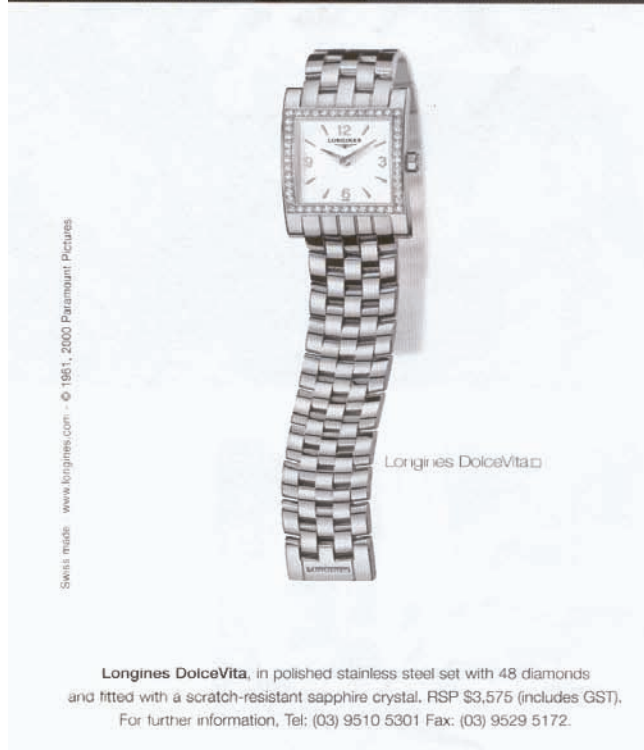 12
LONGINES
9
3
6
Swiss made www.longines.com - © 1961, 2000 Paramount Pictures
Longines DolceVita□
LONGINES
Longines DolceVita, in polished stainless steel set with 48 diamonds
and fitted with a scratch-resistant sapphire crystal. RSP $3,575 (includes GST).
For further information, Tel: (03) 9510 5301 Fax: (03) 9529 5172.